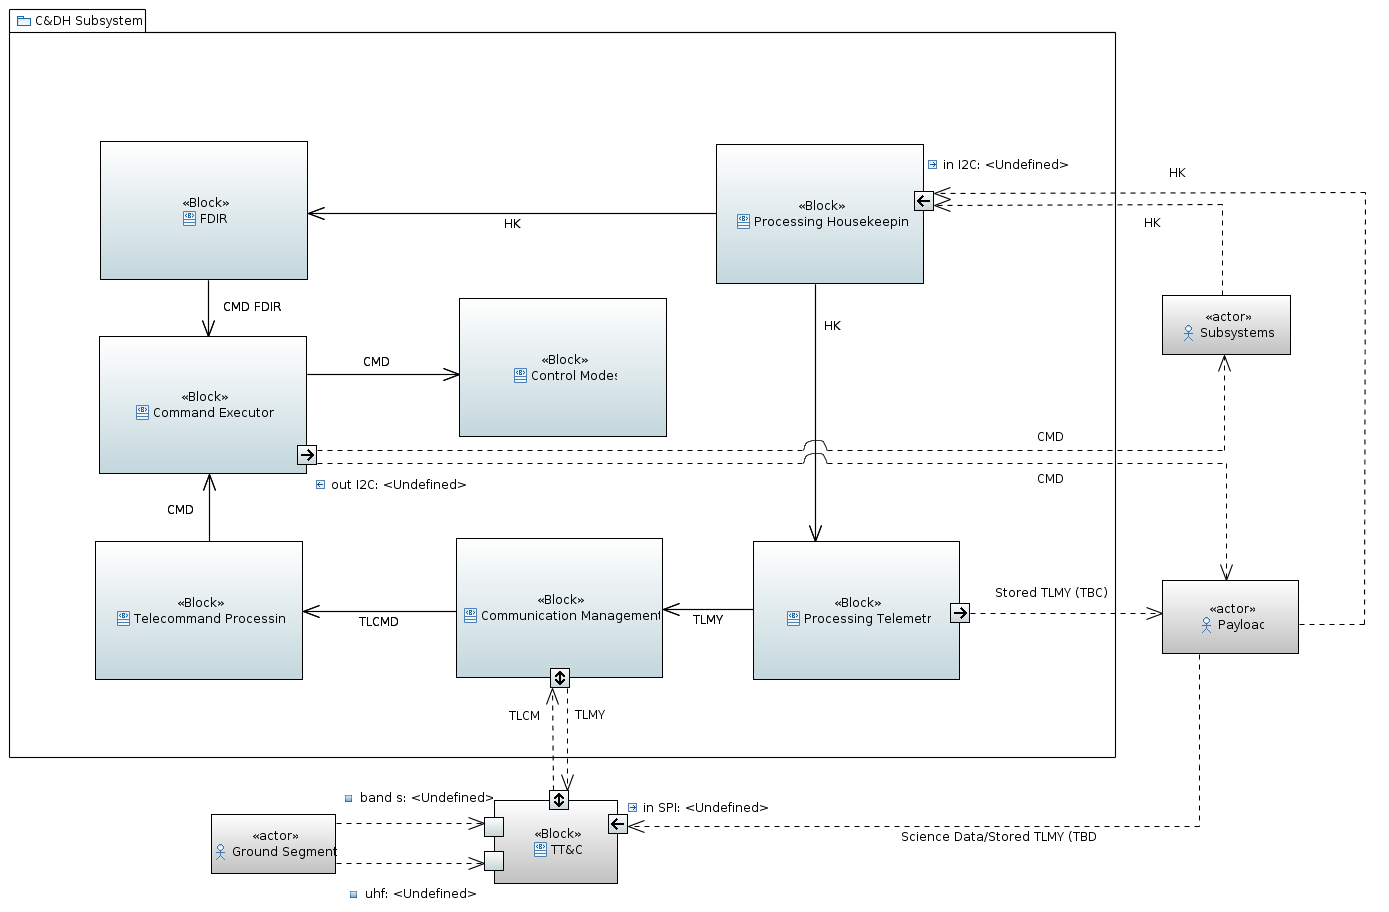 C&DH Subsystem
in I2C: <Undefined>
HK
«Block»
FDIR
«Block»
Processing Housekeepin
HK
HK
CMD FDIR
HK
«actor»
Subsystems
«Block»
Control Modes
CMD
«Block»
Command Executor
CMD
out I2C: <Undefined>
CMD
CMD
«Block»
Telecommand Processin
«Block»
Communication Management
«Block»
Processing Telemetr
Stored TLMY (TBC)
«actor»
Payloac
TLCMD
TLMY
TLCM
TLMY
band s: <Undefined>
in SPI: <Undefined>
«actor»
Ground Segment
«Block»
TT&C
Science Data/Stored TLMY (TBD
uhf: <Undefined>